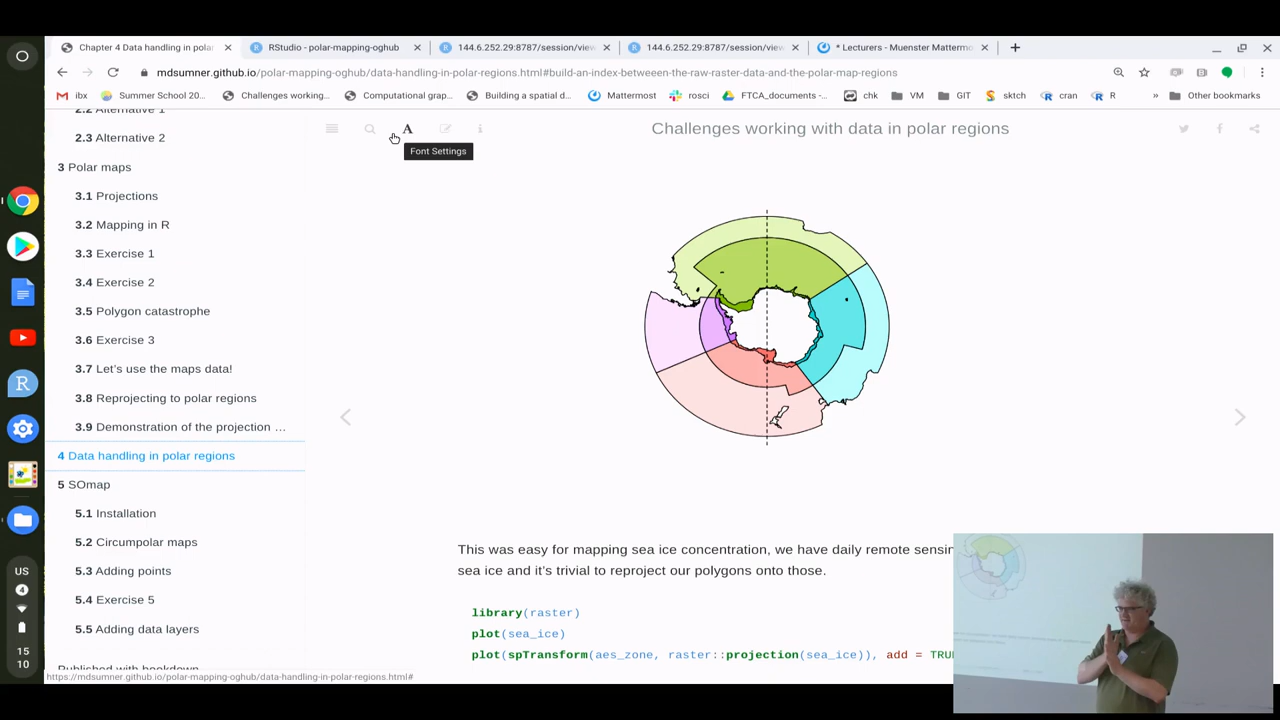 Chapter 4 Data handling in pola
RStudio - polar-mapping-oghub
144.6.252.29:8787/session/view
144.6.252.29:8787/session/view
* Lecturers - Muenster Mattermo
mdsumner.github.io/polar-mapping-oghub/data-handling-in-polar-regions.html#build-an-index-betweeen-the-raw-raster-data-and-the-polar-map-regions
ibx
Summer School 20...
Challenges working...
Computational grap...
Building a spatial d...
Mattermost
rosci
FTCA_documents -...
chk
VM
GIT
sktch
cran
R
»
Other bookmarks
2.2 Alternative 1
2.3 Alternative 2
3 Polar maps
3.1 Projections
3.2 Mapping in R
3.3 Exercise 1
3.4 Exercise 2
3.5 Polygon catastrophe
3.6 Exercise 3
3.7 Let's use the maps data!
3.8 Reprojecting to polar regions
3.9 Demonstration of the projection …
4 Data handling in polar regions
5 SOmap
5.1 Installation
5.2 Circumpolar maps
5.3 Adding points
5.4 Exercise 5
5.5 Adding data layers
Published with bookdown
https://mdsumner.github.io/polar-mapping-oghub/data-handling-in-polar-regions.html#
A
Font Settings
Challenges working with data in polar regions
This was easy for mapping sea ice concentration, we have daily remote sensin
sea ice and it's trivial to reproject our polygons onto those.
library(raster)
plot(sea_ice)
plot(spTransform(aes_zone, raster::projection(sea_ice)), add = TRU
R
US
4
15
10